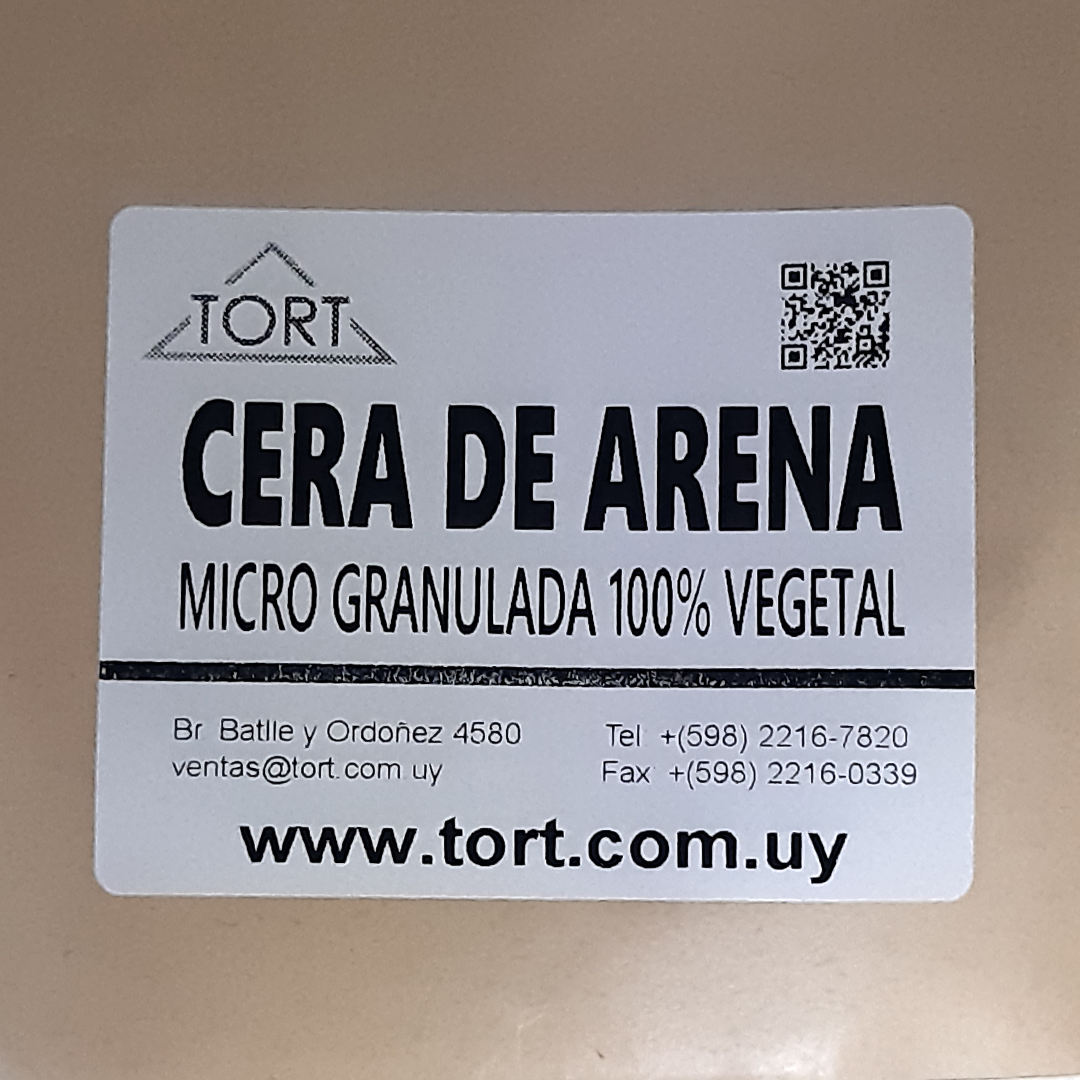 TORT
CERA DE ARENA
MICRO GRANULADA 100% VEGETAL
Br Batlle y Ordoñez 4580
ventas@tort.com uy
Tel +(598) 2216-7820
Fax +(598) 2216-0339
www.tort.com.uy